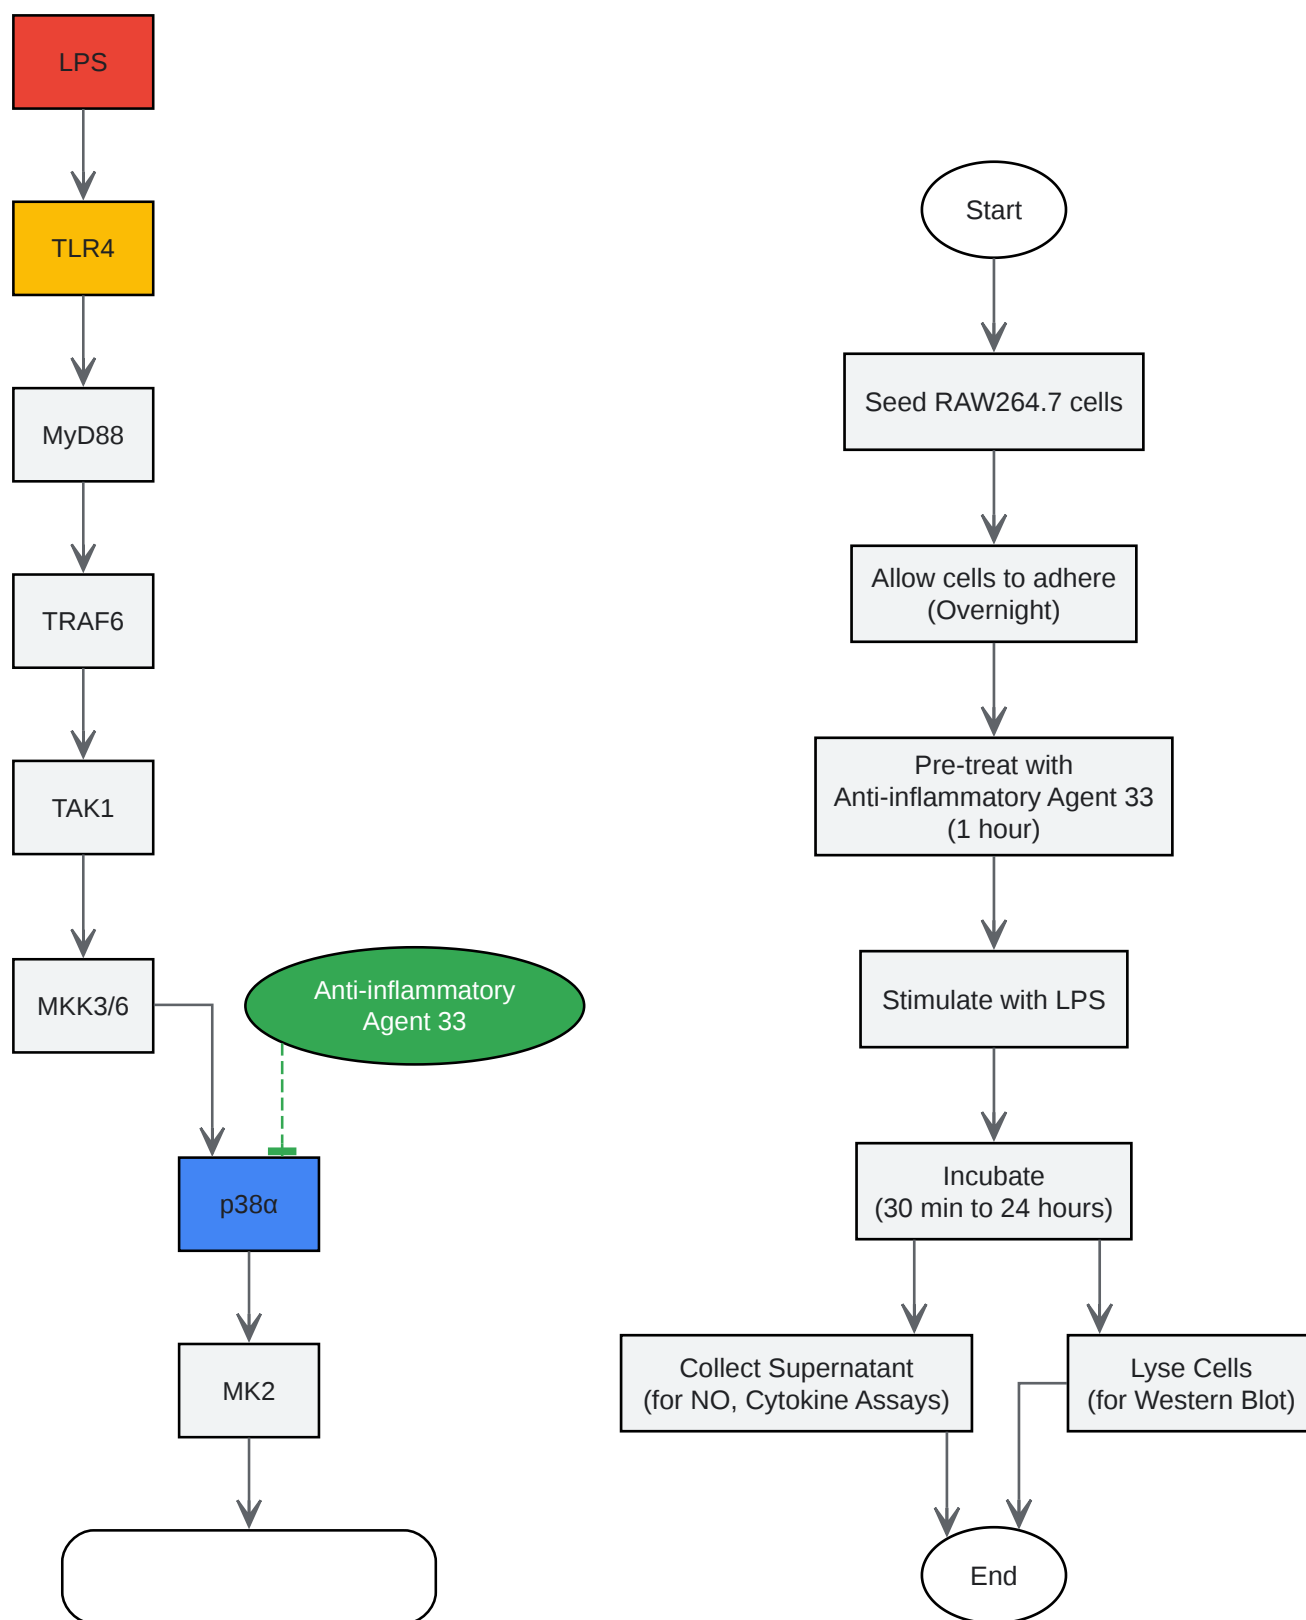 LPS
TLR4
MyD88
TRAF6
TAK1
MKK3/6
Anti-inflammatory
Agent 33
p38α
MK2
Start
Seed RAW264.7 cells
Allow cells to adhere
(Overnight)
Pre-treat with
Anti-inflammatory Agent 33
(1 hour)
Stimulate with LPS
Incubate
(30 min to 24 hours)
Collect Supernatant
(for NO, Cytokine Assays)
Lyse Cells
(for Western Blot)
End